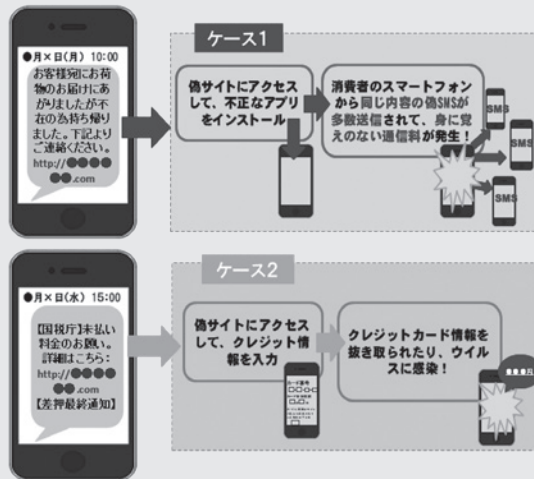 ●月×日(月) 10:00
お客様宛にお荷
物のお届けにあ
がりましたが不
在の為持ち帰り
ました。下記より
ご連絡ください。
http://●●●●
●●.com
ケース1
偽サイトにアクセス
して、不正なアプリ
をインストール
消費者のスマートフォン
から同じ内容の偽SMSが
多数送信されて、身に覚
えのない通信料が発生！
SMS
SMS
SMS
●月×日(水) 15:00
【国税庁】未払い
料金のお願い。
詳細はこちら：
http://●●●●
●●.com
【差押最終通知】
ケース2
偽サイトにアクセス
して、クレジット情
報を入力
カード番号
クレジットカード情報を
抜き取られたり、ウイル
スに感染！